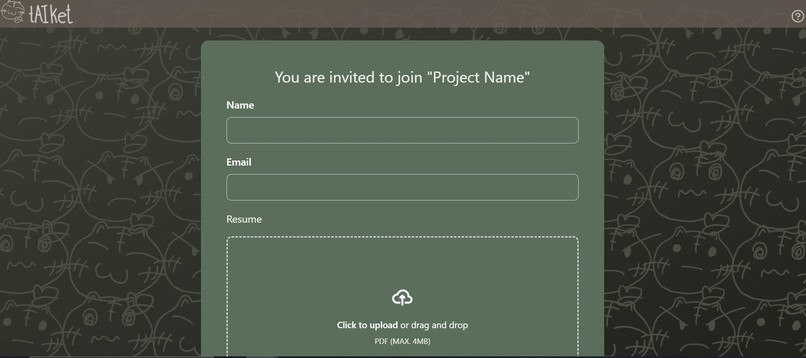 tAIket
You are invited to join "Project Name"
Name
Email
Resume
Click to upload or drag and drop
PDF (MAX. 4MB)